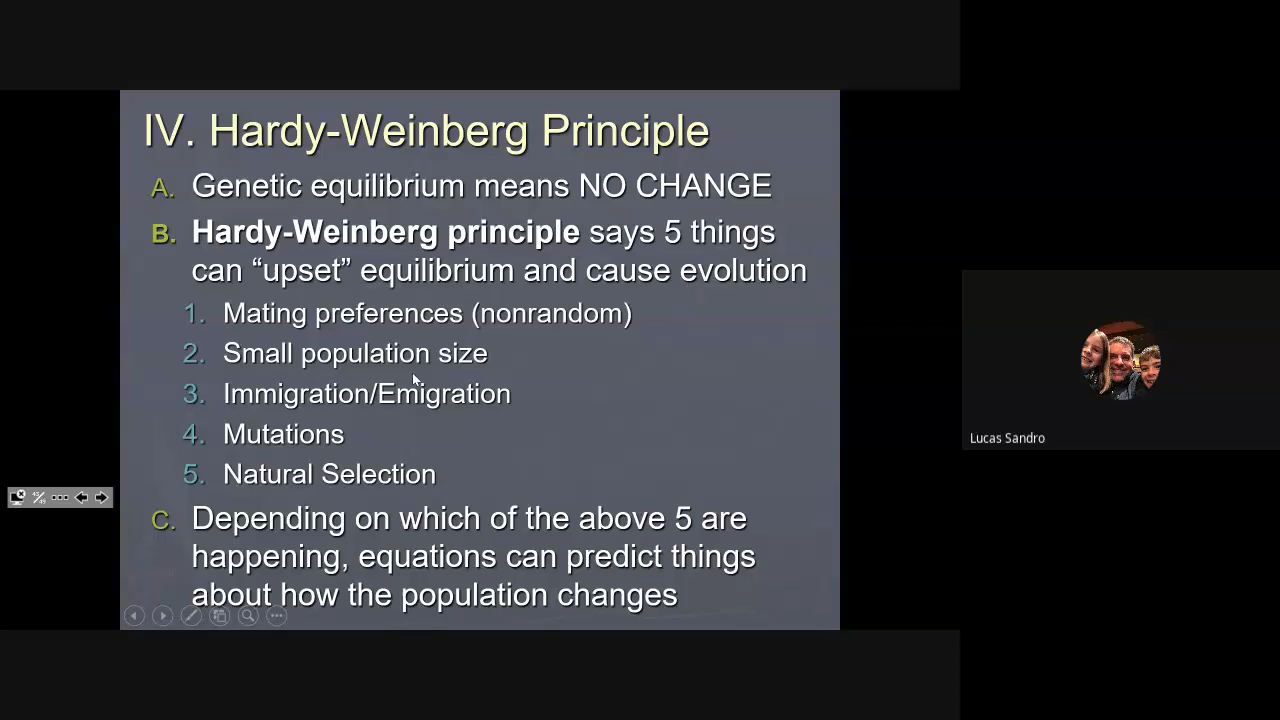 IV. Hardy-Weinberg Principle
A. Genetic equilibrium means NO CHANGE
B. Hardy-Weinberg principle says 5 things
can “upset” equilibrium and cause evolution
1. Mating preferences (nonrandom)
2. Small population size
3. Immigration/Emigration
4. Mutations
5. Natural Selection
C. Depending on which of the above 5 are
happening, equations can predict things
about how the population changes
Lucas Sandro